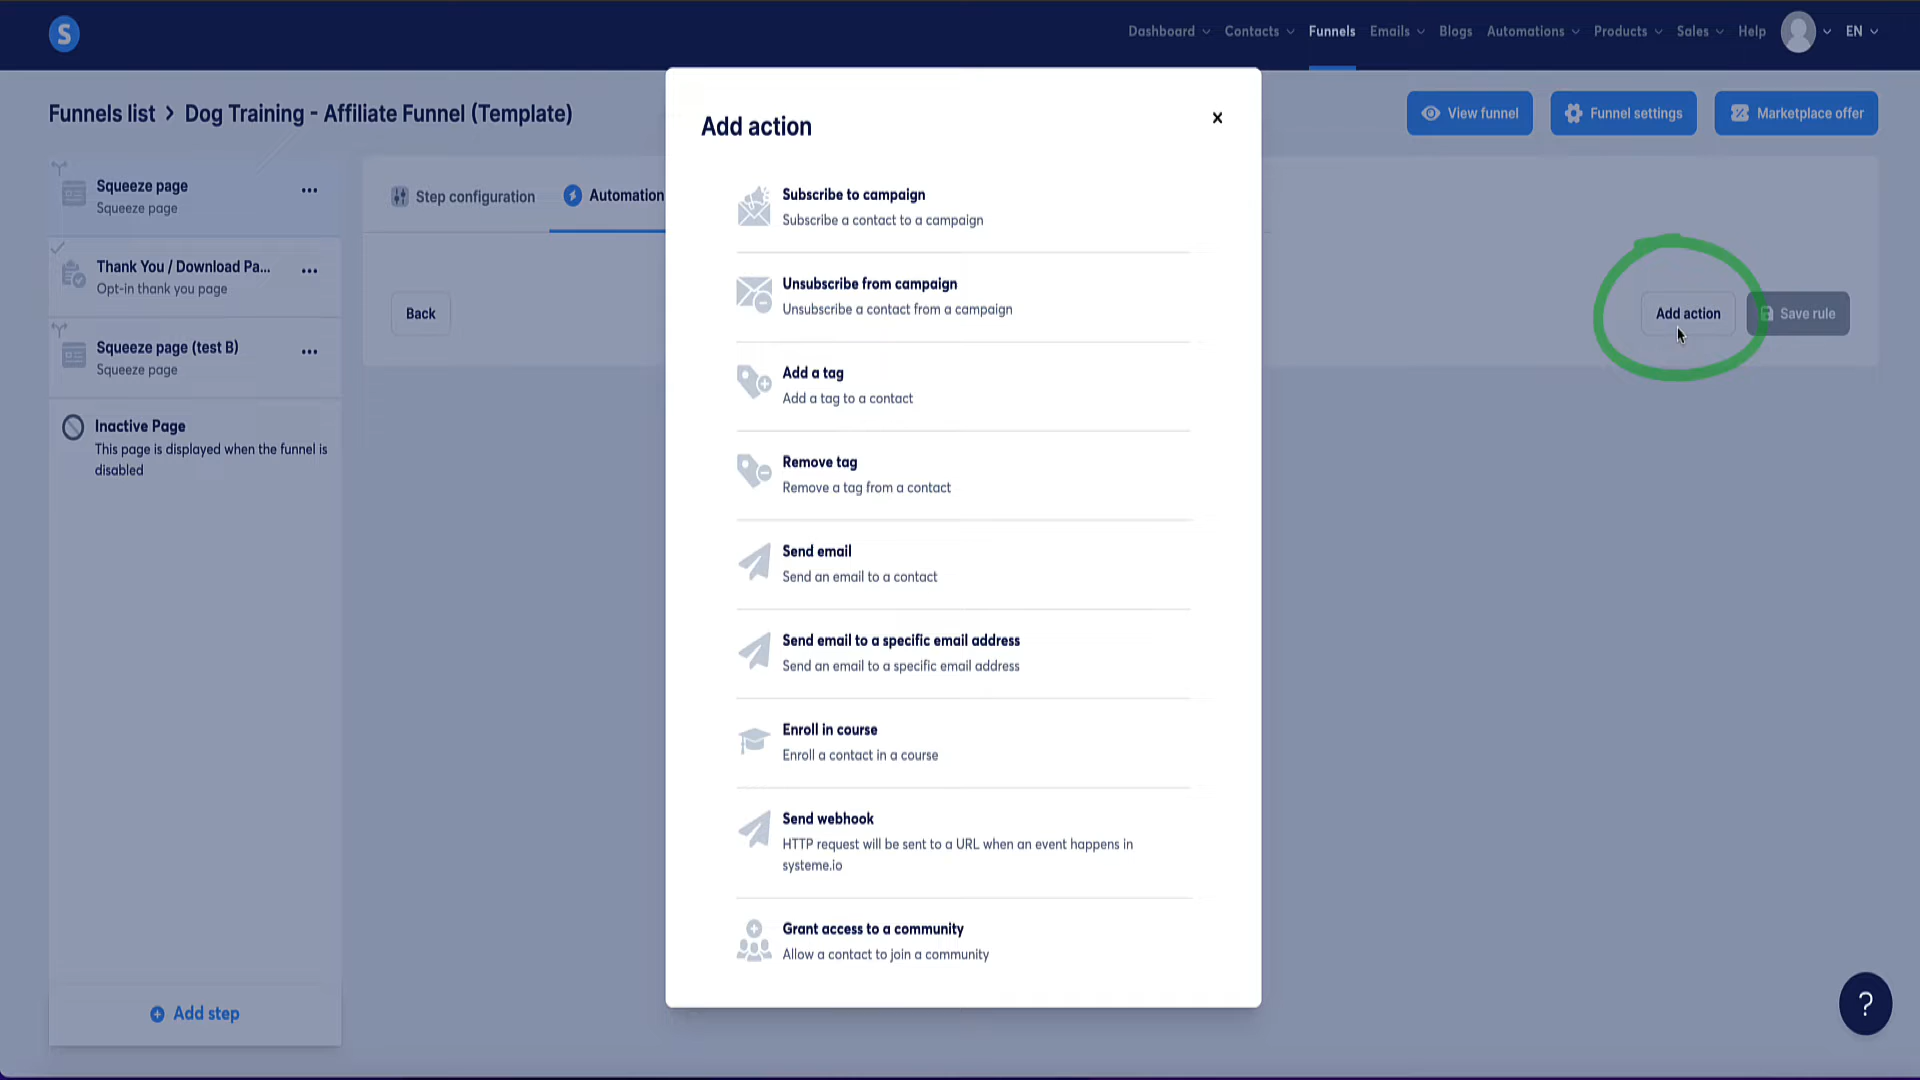 S
Dashboard
Contacts
Funnels
Emails
Blogs
Automations
Products
Sales
Help
EN
Funnels list > Dog Training - Affiliate Funnel (Template)
View funnel
Funnel settings
Marketplace offer
Squeeze page
Squeeze page
Thank You / Download Pa...
Opt-in thank you page
Squeeze page (test B)
Squeeze page
Inactive Page
This page is displayed when the funnel is
disabled
Add step
Step configuration
Automation
Back
Add action
Save rule
Add action
x
Subscribe to campaign
Subscribe a contact to a campaign
Unsubscribe from campaign
Unsubscribe a contact from a campaign
Add a tag
Add a tag to a contact
Remove tag
Remove a tag from a contact
Send email
Send an email to a contact
Send email to a specific email address
Send an email to a specific email address
Enroll in course
Enroll a contact in a course
Send webhook
HTTP request will be sent to a URL when an event happens in
systeme.io
Grant access to a community
Allow a contact to join a community
?